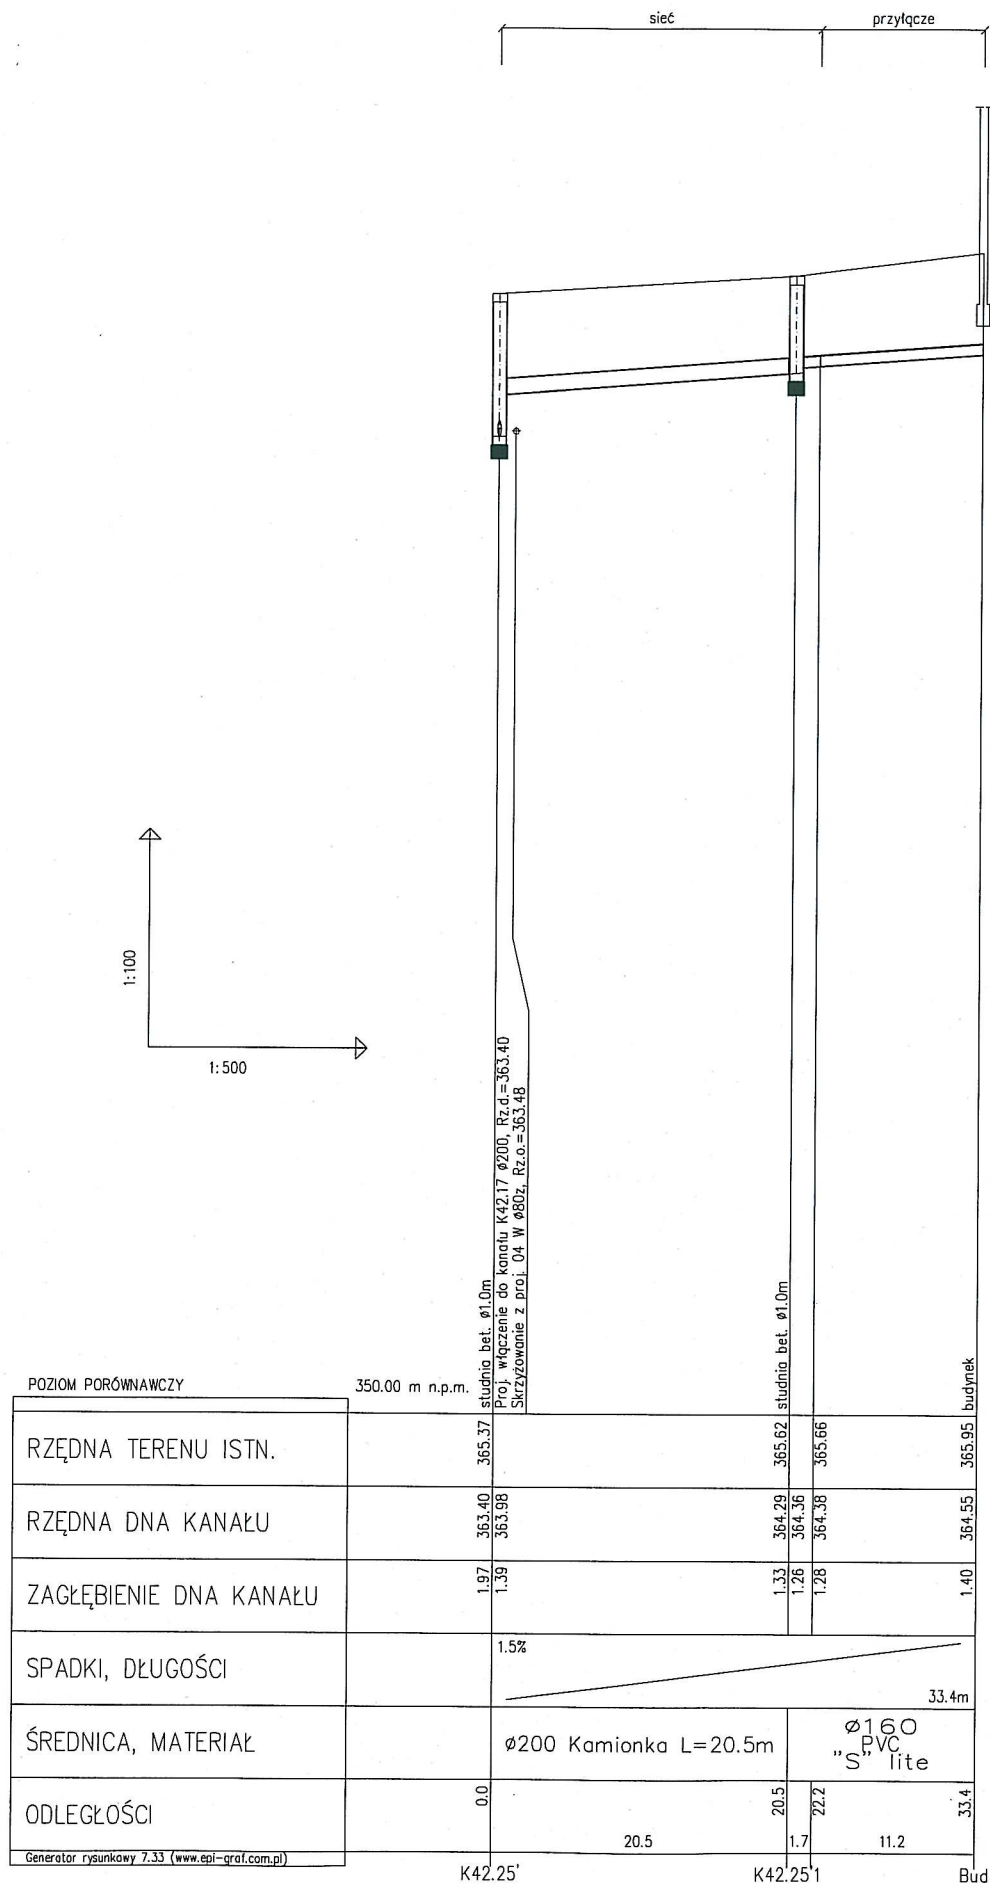 sieć
przyłącze
1:100
1:500
studnia bet. ø1.0m
Proj. włączenie do kanału K42.17 ø200, Rz.d.=363.40
Skrzyżowanie z proj. 04 W ø80z, Rz.o.=363.48
studnia bet. ø1.0m
budynek
POZIOM PORÓWNAWCZY
350.00 m n.p.m.
RZĘDNA TERENU ISTN.
365.37
365.62
365.66
365.95
RZĘDNA DNA KANAŁU
363.40
363.98
364.29
364.36
364.38
364.55
ZAGŁĘBIENIE DNA KANAŁU
1.97
1.39
1.33
1.26
1.28
1.40
SPADKI, DŁUGOŚCI
1.5%
33.4m
ŚREDNICA, MATERIAŁ
ø200 Kamionka L=20.5m
ø160
PVC
"S" lite
ODLEGŁOŚCI
0.0
20.5
22.2
33.4
20.5
1.7
11.2
Generator rysunkowy 7.33 (www.epi-graf.com.pl)
K42.25'
K42.25'1
Bud